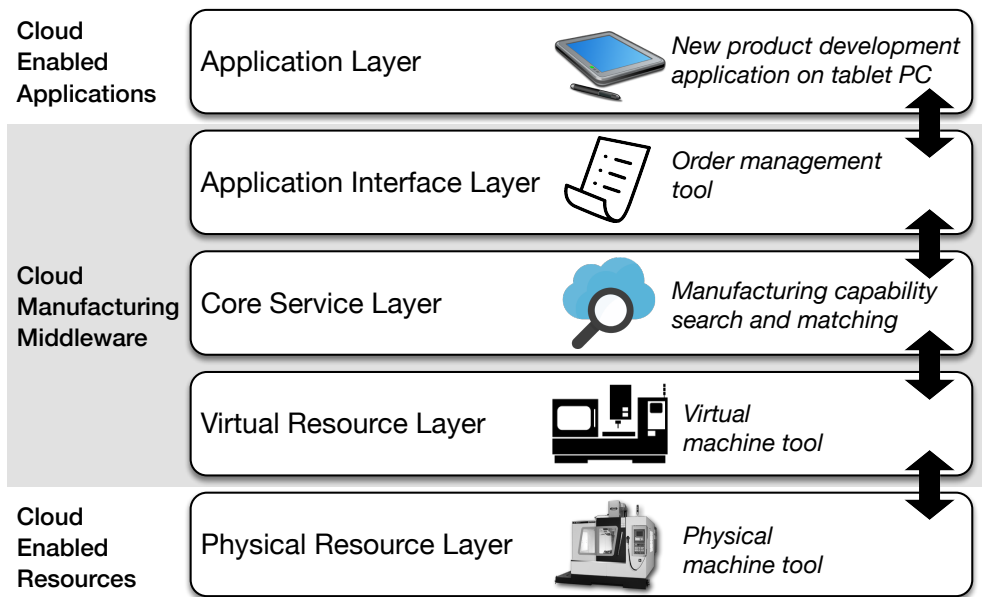 Cloud
Enabled
Applications
Application Layer
New product development
application on tablet PC
Application Interface Layer
Order management
tool
Cloud
Manufacturing
Middleware
Core Service Layer
Manufacturing capability
search and matching
Virtual Resource Layer
Virtual
machine tool
Cloud
Enabled
Resources
Physical Resource Layer
Physical
machine tool